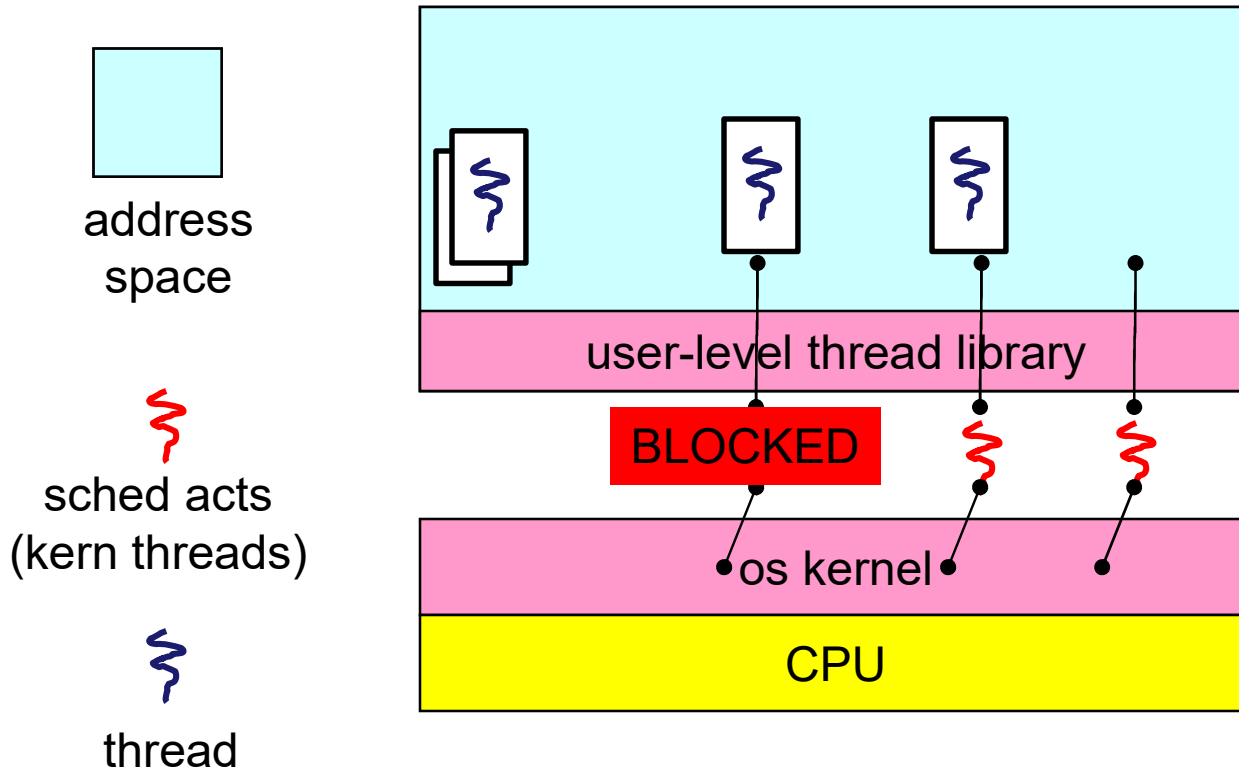 address
space
sched acts
(kern threads)
thread
user-level thread library
BLOCKED
os kernel
CPU